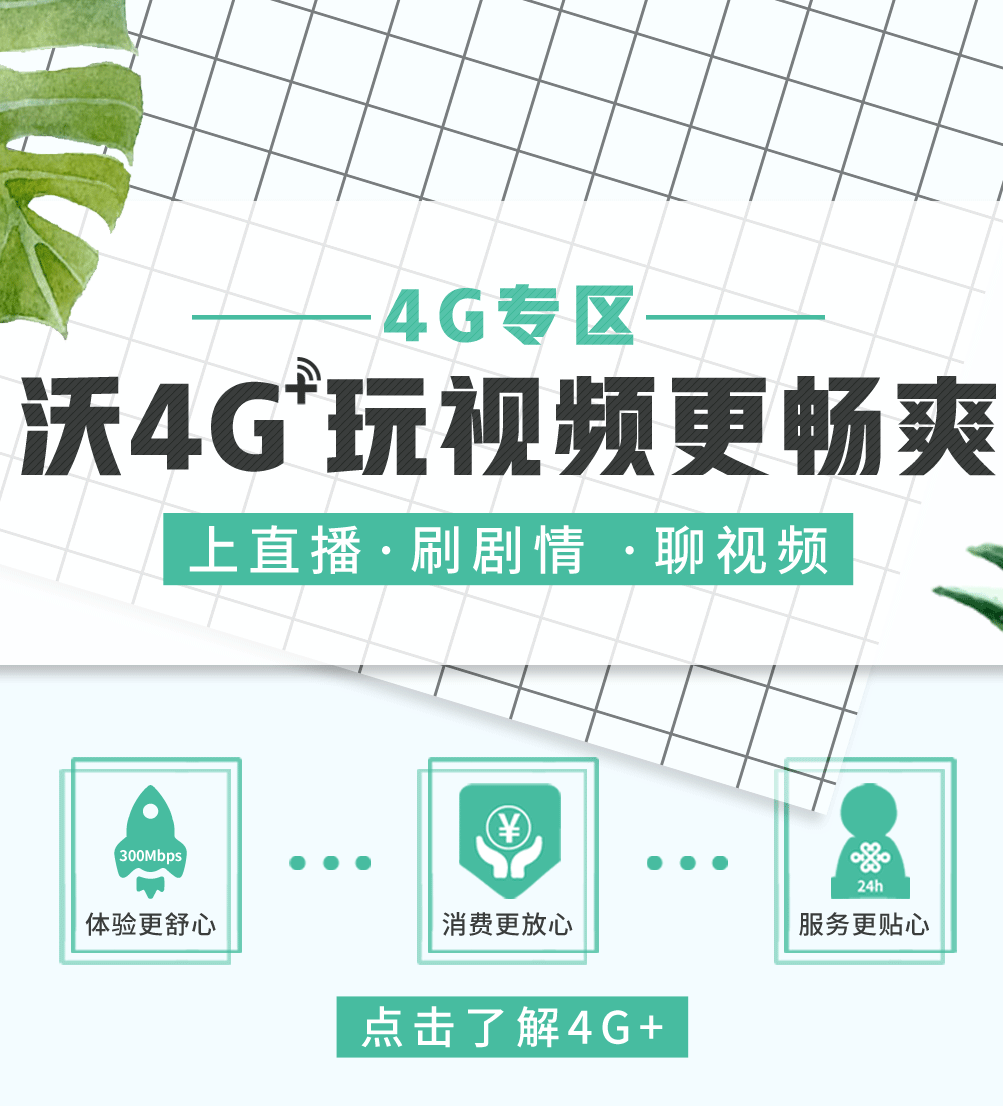 4G专区
沃4G+玩视频更畅爽
上直播·刷剧情 ·聊视频
300Mbps
体验更舒心
¥
消费更放心
24h
服务更贴心
点击了解4G+